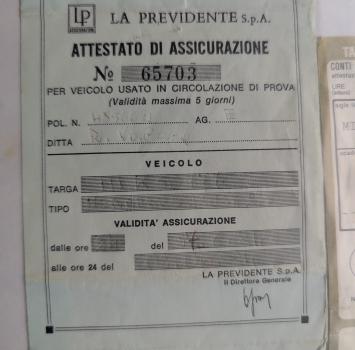 LP LA PREVIDENTE S.p.A.
ATTESTATO DI ASSICURAZIONE
Nº 65703
PER VEICOLO USATO IN CIRCOLAZIONE DI PROVA
(Validità massima 5 giorni)
POL. N. AG.
DITTA
VEICOLO
TARGA
TIPO
VALIDITA' ASSICURAZIONE
dalle ore del
alle ore 24 del
LA PREVIDENTE S.p.A.
Il Direttore Generale
CONTI
LIRE